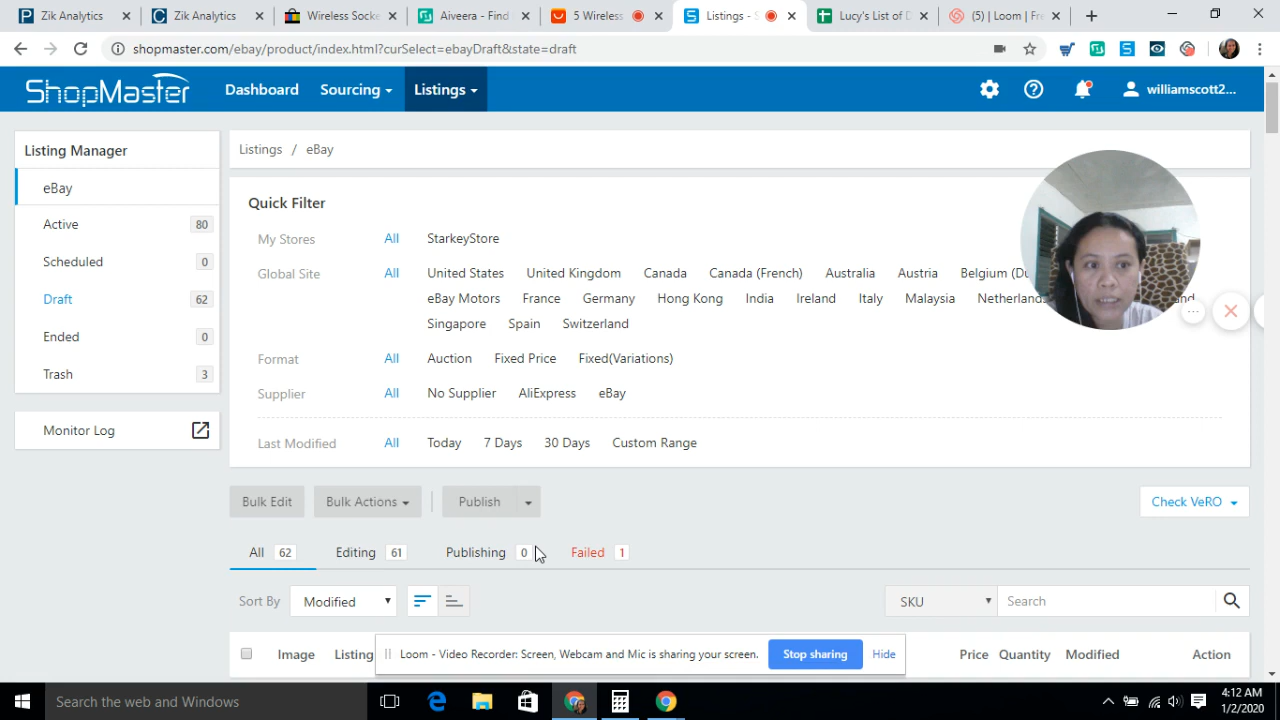 Zik Analytics
Zik Analytics
Wireless Socke
Aiveera - Find
5 Wireless
Listings - S
Lucy's List of D
(5) | Loom | Fre
shopmaster.com/ebay/product/index.html?curSelect=ebayDraft&state=draft
ShopMaster
Dashboard
Sourcing
Listings
williamscott2...
Listing Manager
eBay
Active 80
Scheduled 0
Draft 62
Ended 0
Trash 3
Monitor Log
Listings / eBay
Quick Filter
My Stores All StarkeyStore
Global Site All United States United Kingdom Canada Canada (French) Australia Austria Belgium (Du
eBay Motors France Germany Hong Kong India Ireland Italy Malaysia Netherlands
Singapore Spain Switzerland
Format All Auction Fixed Price Fixed(Variations)
Supplier All No Supplier AliExpress eBay
Last Modified All Today 7 Days 30 Days Custom Range
Bulk Edit Bulk Actions Publish Check VeRO
All 62 Editing 61 Publishing 0 Failed 1
Sort By Modified SKU Search
Image Listing Price Quantity Modified Action
Loom - Video Recorder: Screen, Webcam and Mic is sharing your screen. Stop sharing Hide
Search the web and Windows
4:12 AM
1/2/2020